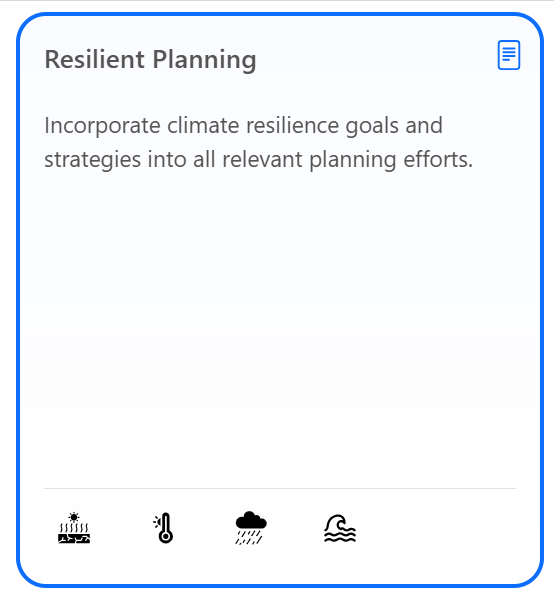 Resilient Planning
Incorporate climate resilience goals and
strategies into all relevant planning efforts.